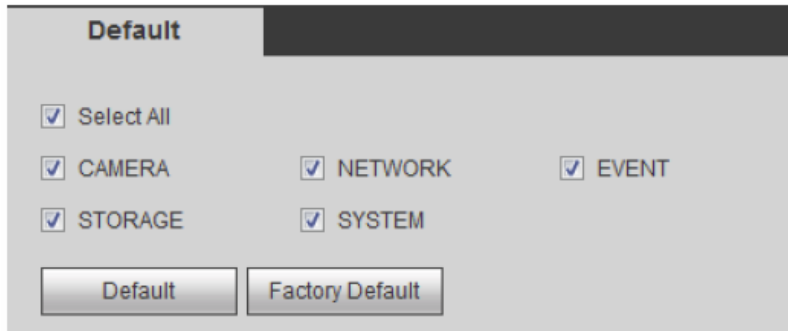 Default
Select All
CAMERA NETWORK EVENT
STORAGE SYSTEM
Default Factory Default